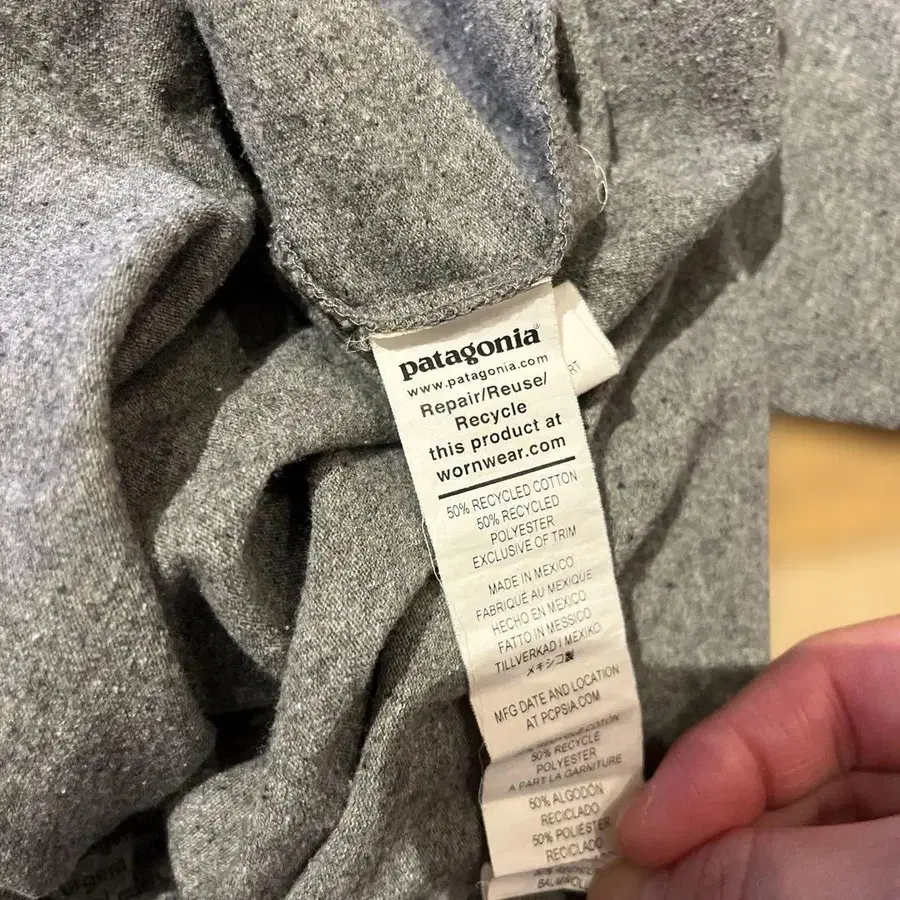 patagonia
www.patagonia.com
Repair/Reuse/
Recycle
this product at
wornwear.com
50% RECYCLED COTTON
50% RECYCLED
POLYESTER
EXCLUSIVE OF TRIM
MADE IN MEXICO
FABRIQUÉ AU MEXIQUE
HECHO EN MÉXICO
FATTO IN MESSICO
TILLVERKAD I MEXIKO
メキシコ製
MFG DATE AND LOCATION
AT PCPSIA.COM
COTON
50% RECYCLE
POLYESTER
A PART LA GARNITURE
50% ALGODÓN
RECICLADO
50% POLIÉSTER
RECICLADO